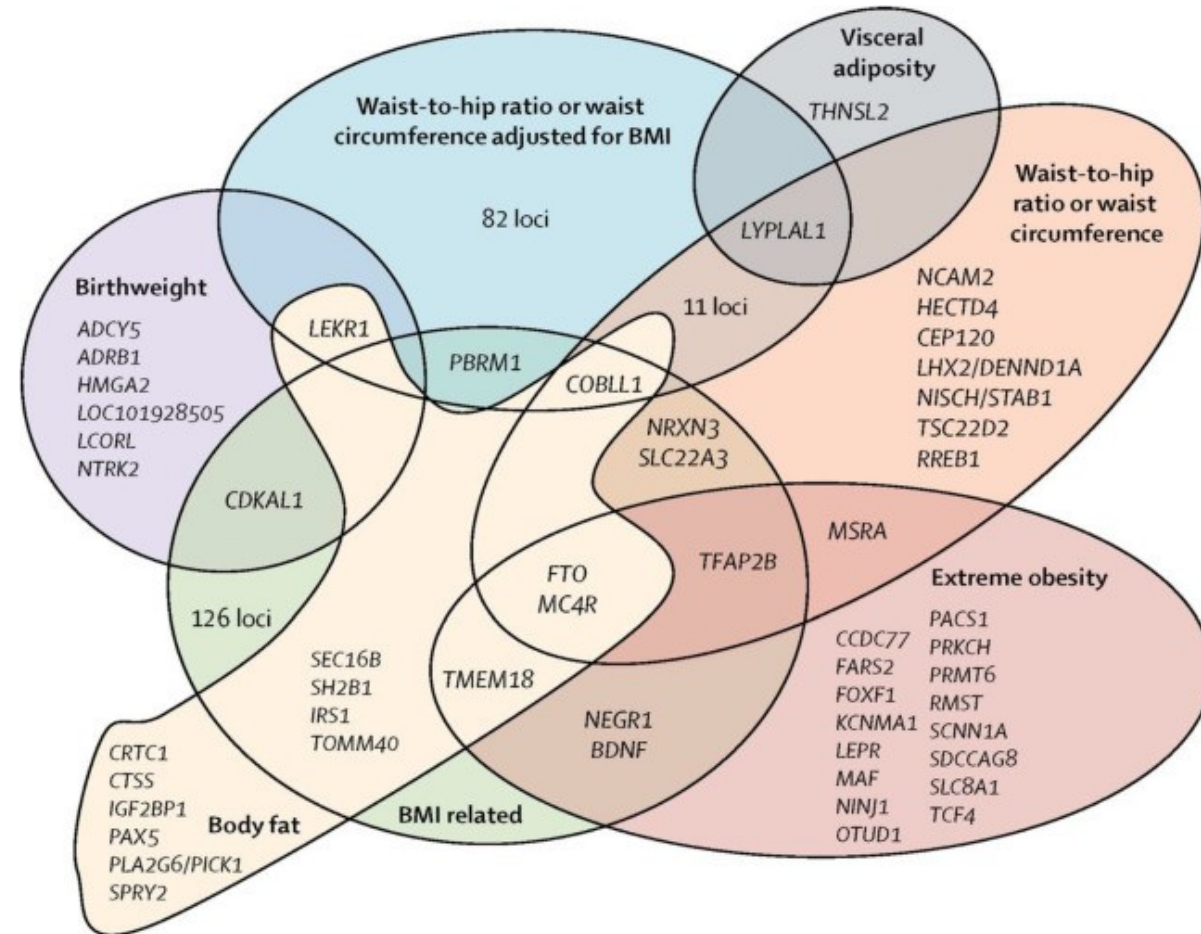 Visceral
adiposity
THNSL2
Waist-to-hip ratio or waist
circumference adjusted for BMI
82 loci
LYPLAL1
Waist-to-hip
ratio or waist
circumference
NCAM2
HECTD4
CEP120
LHX2/DENND1A
NISCH/STAB1
TSC22D2
RREB1
11 loci
Birthweight
ADCY5
ADRB1
HMGA2
LOC101928505
LCORL
NTRK2
LEKR1
PBRM1
COBLL1
NRXN3
SLC22A3
CDKAL1
MSRA
TFAP2B
FTO
MC4R
126 loci
SEC16B
SH2B1
IRS1
TOMM40
TMEM18
NEGR1
BDNF
Extreme obesity
CCDC77
FARS2
FOXF1
KCNMA1
LEPR
MAF
NINJ1
OTUD1
PACS1
PRKCH
PRMT6
RMST
SCNN1A
SDCCAG8
SLC8A1
TCF4
BMI related
Body fat
CRTC1
CTSS
IGF2BP1
PAX5
PLA2G6/PICK1
SPRY2